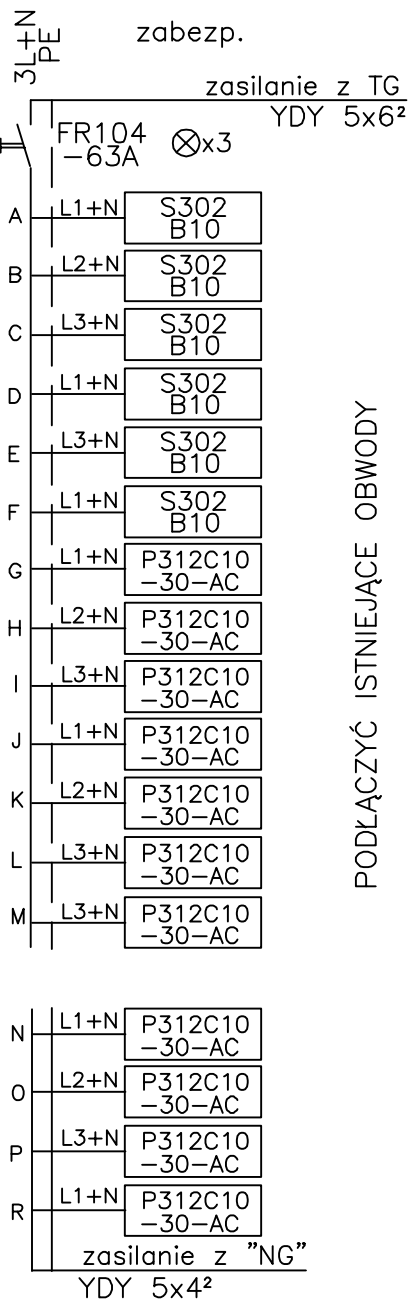 3L+N
PE
zabezp.
zasilanie z TG
YDY 5x6²
FR104
-63A
x3
A L1+N S302
B10
B L2+N S302
B10
C L3+N S302
B10
D L1+N S302
B10
E L3+N S302
B10
F L1+N S302
B10
G L1+N P312C10
-30-AC
H L2+N P312C10
-30-AC
I L3+N P312C10
-30-AC
J L1+N P312C10
-30-AC
K L2+N P312C10
-30-AC
L L3+N P312C10
-30-AC
M L3+N P312C10
-30-AC
PODŁĄCZYĆ ISTNIEJĄCE OBWODY
N L1+N P312C10
-30-AC
O L2+N P312C10
-30-AC
P L3+N P312C10
-30-AC
R L1+N P312C10
-30-AC
zasilanie z "NG"
YDY 5x4²